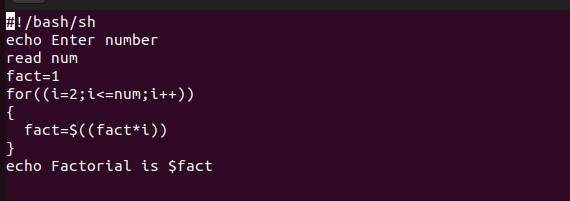 #!/bash/sh
echo Enter number
read num
fact=1
for((i=2;i<=num;i++))
{
  fact=$((fact*i))
}
echo Factorial is $fact